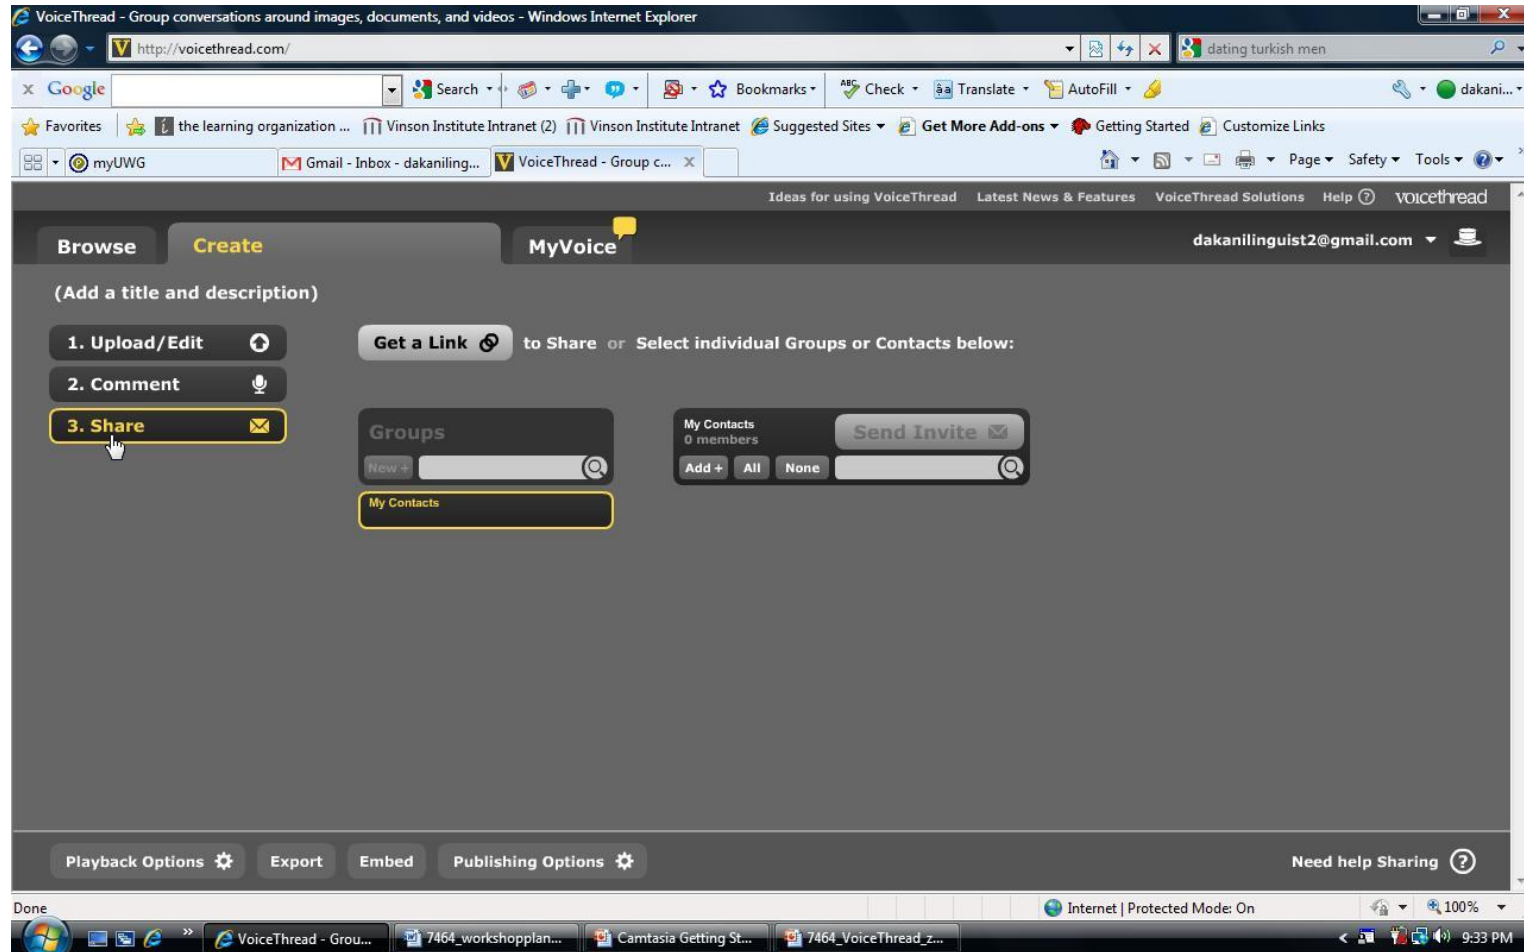 VoiceThread - Group conversations around images, documents, and videos - Windows Internet Explorer
http://voicethread.com/ dating turkish men
x Google Search Bookmarks Check Translate AutoFill dakani...
Favorites the learning organization ... Vinson Institute Intranet (2) Vinson Institute Intranet Suggested Sites Get More Add-ons Getting Started Customize Links
myUWG Gmail - Inbox - dakaniling... VoiceThread - Group c... X Page Safety Tools
Ideas for using VoiceThread Latest News & Features VoiceThread Solutions Help ? voicethread
Browse Create MyVoice dakanilinguist2@gmail.com
(Add a title and description)
1. Upload/Edit
Get a Link to Share or Select individual Groups or Contacts below:
2. Comment
3. Share
Groups
New +
My Contacts
My Contacts
0 members
Send Invite
Add + All None
Playback Options Export Embed Publishing Options Need help Sharing ?
Done Internet | Protected Mode: On 100%
VoiceThread - Grou... 7464_workshopplan... Camtasia Getting St... 7464_VoiceThread_z... 9:33 PM